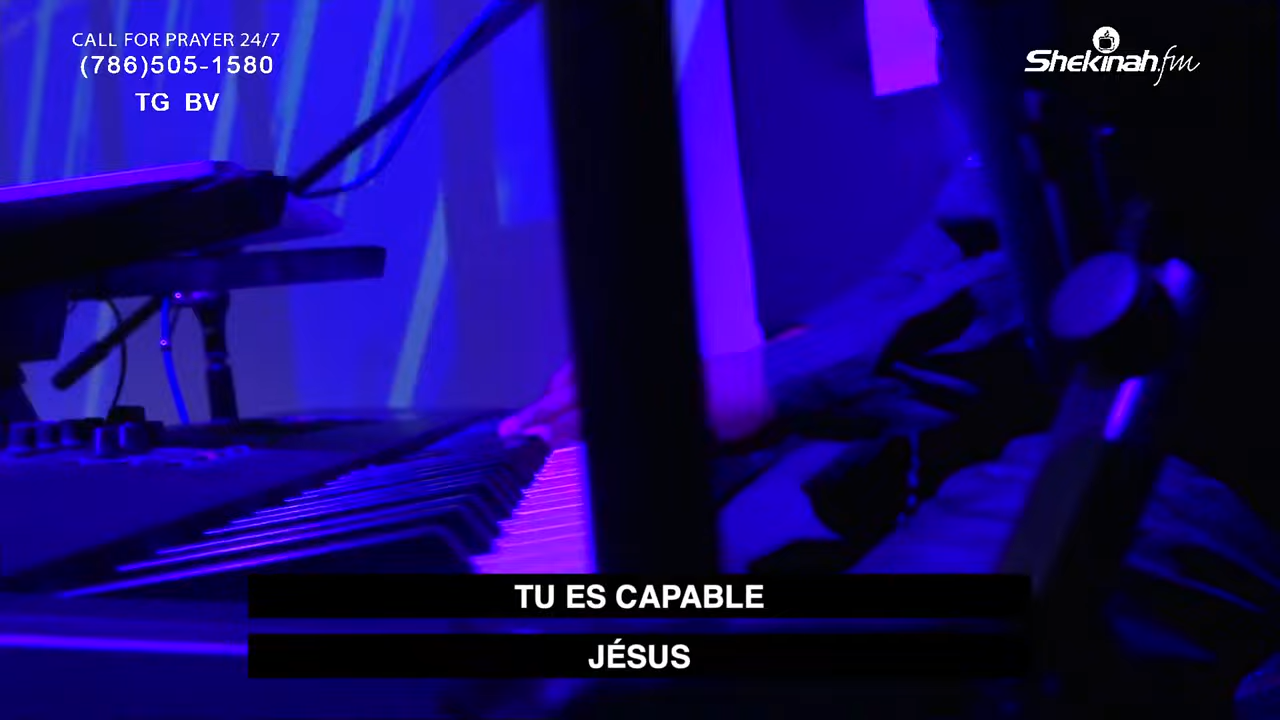 CALL FOR PRAYER 24/7
(786)505-1580
TG BV
Shekinah.fm
TU ES CAPABLE
JÉSUS